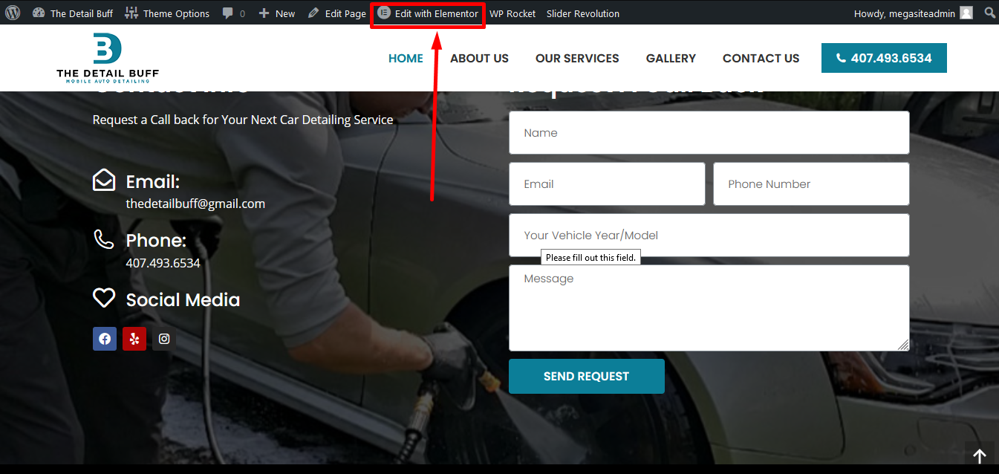 The Detail Buff Theme Options 0 New Edit Page Edit with Elementor WP Rocket Slider Revolution Howdy, megasiteadmin
THE DETAIL BUFF
MOBILE AUTO DETAILING
HOME ABOUT US OUR SERVICES GALLERY CONTACT US 407.493.6534
Request a Call back for Your Next Car Detailing Service
Email:
thedetailbuff@gmail.com
Phone:
407.493.6534
Social Media
Name
Email Phone Number
Your Vehicle Year/Model
Please fill out this field.
Message
SEND REQUEST